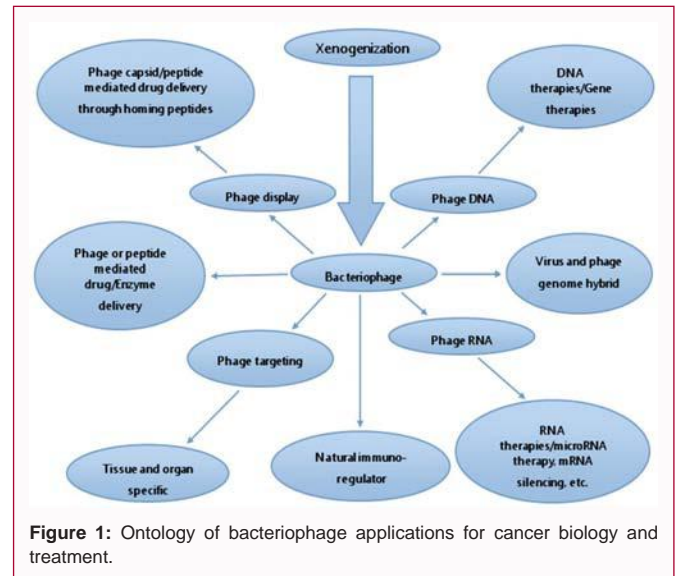 Xenogenization
Phage capsid/peptide
mediated drug delivery
through homing peptides
DNA
therapies/Gene
therapies
Phage display
Phage DNA
Phage or peptide
mediated
drug/Enzyme
delivery
Bacteriophage
Virus and phage
genome hybrid
Phage targeting
Phage RNA
Tissue and organ
specific
Natural immuno-
regulator
RNA
therapies/microRNA
therapy, mRNA
silencing, etc.
Figure 1: Ontology of bacteriophage applications for cancer biology and
treatment.